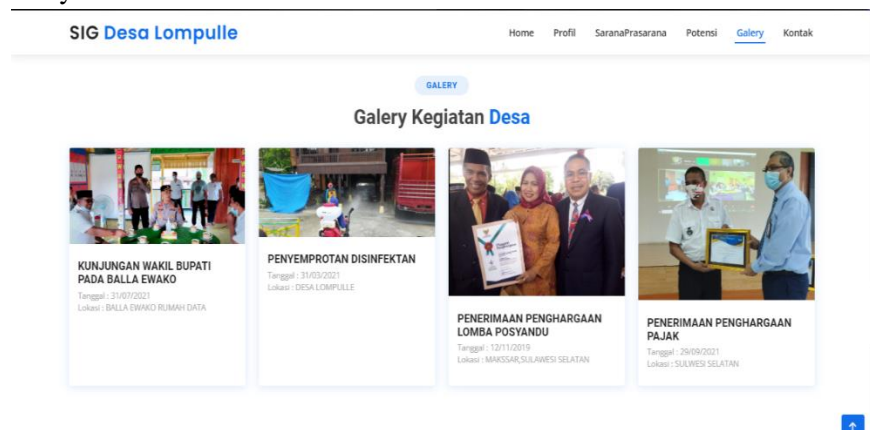 SIG Desa Lompulle
Home Profil SaranaPrasarana Potensi Galery Kontak
GALERY
Galery Kegiatan Desa
KUNJUNGAN WAKIL BUPATI
PADA BALLA EWAKO
Tanggal : 31/07/2021
Lokasi : BALLA EWAKO RUMAH DATA
PENYEMPROTAN DISINFEKTAN
Tanggal : 31/03/2021
Lokasi : DESA LOMPULLE
PENERIMAAN PENGHARGAAN
LOMBA POSYANDU
Tanggal : 12/11/2019
Lokasi : MAKSSAR,SULAWESI SELATAN
PENERIMAAN PENGHARGAAN
PAJAK
Tanggal : 29/09/2021
Lokasi : SULWESI SELATAN